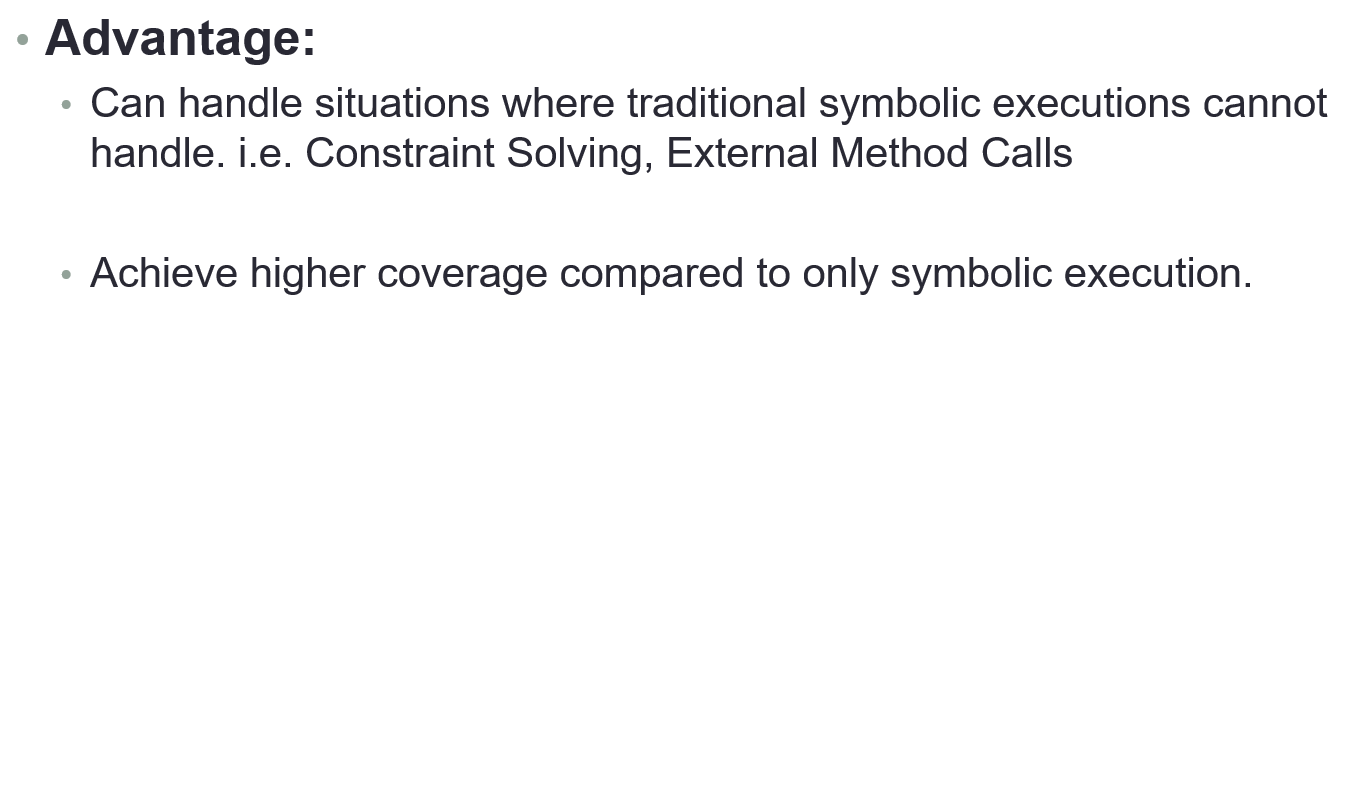 • Advantage:
• Can handle situations where traditional symbolic executions cannot
handle. i.e. Constraint Solving, External Method Calls
• Achieve higher coverage compared to only symbolic execution.